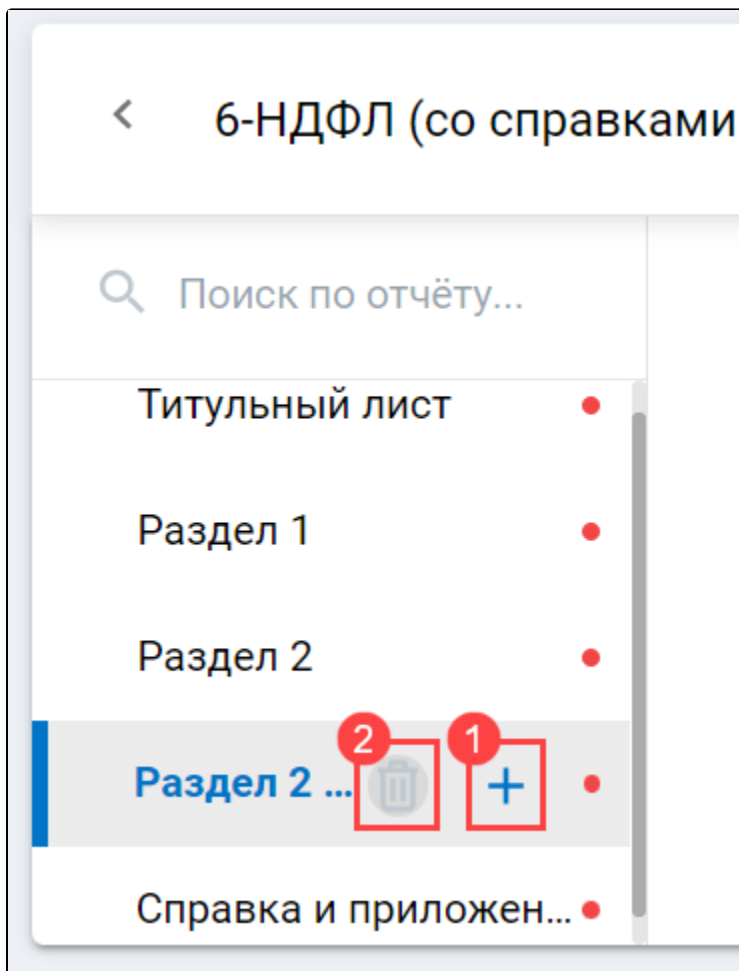 6-НДФЛ (со справками
Поиск по отчёту...
Титульный лист
Раздел 1
Раздел 2
2 1
Раздел 2 ...
Справка и приложен...